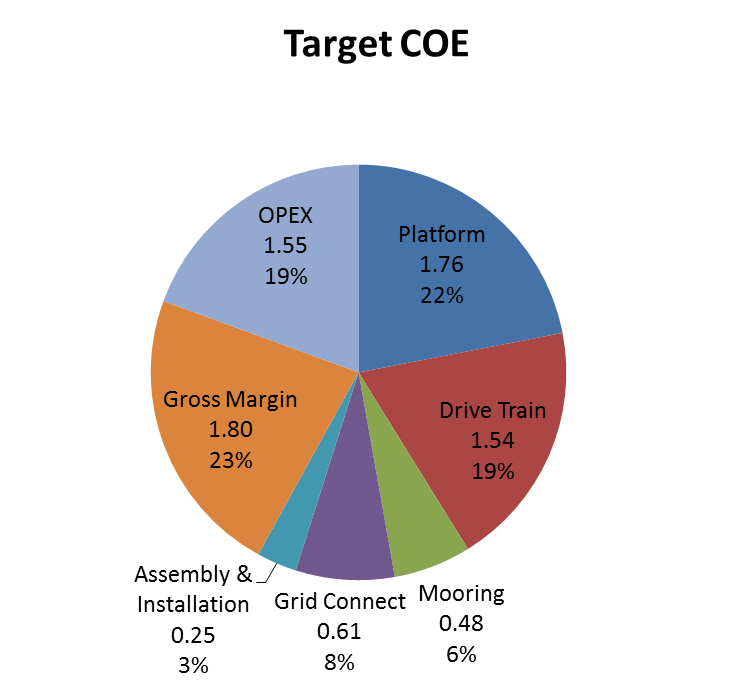 Target COE
OPEX
1.55
19%
Platform
1.76
22%
Drive Train
1.54
19%
Gross Margin
1.80
23%
Assembly &
Installation
0.25
3%
Grid Connect
0.61
8%
Mooring
0.48
6%